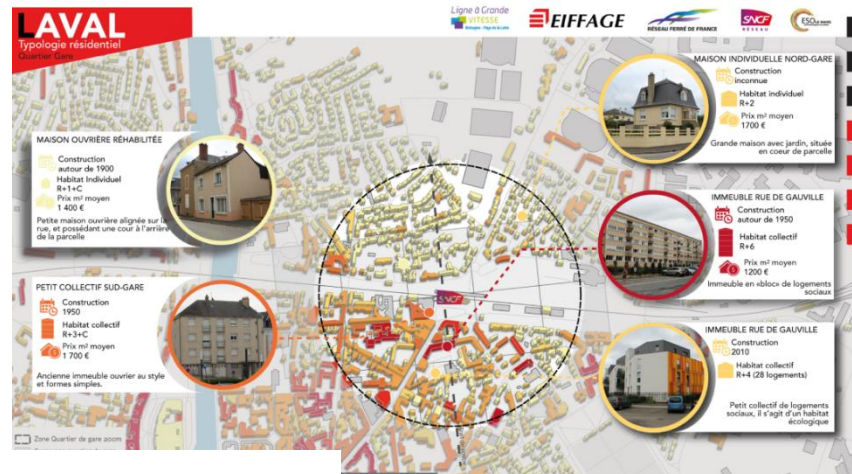 LAVAL
Typologie résidentiel
Quartier Gare
Ligne à Grande
VITESSE
Bretagne - Pays de la Loire
EIFFAGE
RÉSEAU FERRÉ DE FRANCE
SNCF
RÉSEAU
ESO
MAISON OUVRIÈRE RÉHABILITÉE
Construction
autour de 1900
Habitat Individuel
R+1+C
Prix m² moyen
1 400 €
Petite maison ouvrière alignée sur la
rue, et possédant une cour à l'arrière
de la parcelle
PETIT COLLECTIF SUD-GARE
Construction
1950
Habitat collectif
R+3+C
Prix m² moyen
1 700 €
Ancienne immeuble ouvrier au style
et formes simples.
Zone Quartier de gare zoom
SNCF
MAISON INDIVIDUELLE NORD-GARE
Construction
inconnue
Habitat individuel
R+2
Prix m² moyen
1700 €
Grande maison avec jardin, située
en coeur de parcelle
IMMEUBLE RUE DE GAUVILLE
Construction
autour de 1950
Habitat collectif
R+6
Prix m² moyen
1200 €
Immeuble en «bloc» de logements
sociaux
IMMEUBLE RUE DE GAUVILLE
Construction
2010
Habitat collectif
R+4 (28 logements)
Petit collectif de logements
sociaux, il s'agit d'un habitat
écologique